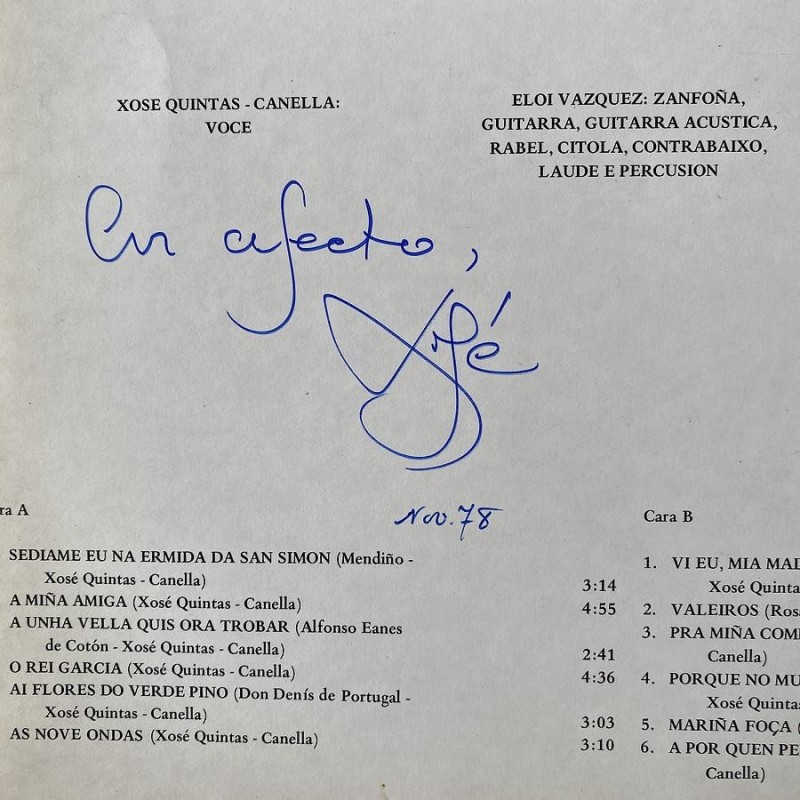 XOSE QUINTAS - CANELLA:
VOCE
ELOI VAZQUEZ: ZANFOÑA,
GUITARRA, GUITARRA ACUSTICA,
RABEL, CITOLA, CONTRABAIXO,
LAUDE E PERCUSION
Con afecto,
Xosé
Nov. 78
ra A
SEDIAME EU NA ERMIDA DA SAN SIMON (Mendiño -
Xosé Quintas - Canella) 3:14
A MIÑA AMIGA (Xosé Quintas - Canella) 4:55
A UNHA VELLA QUIS ORA TROBAR (Alfonso Eanes
de Cotón - Xosé Quintas - Canella) 2:41
O REI GARCIA (Xosé Quintas - Canella) 4:36
AI FLORES DO VERDE PINO (Don Denís de Portugal -
Xosé Quintas - Canella) 3:03
AS NOVE ONDAS (Xosé Quintas - Canella) 3:10
Cara B
1. VI EU, MIA MAD
Xosé Quinta
2. VALEIROS (Rosa
3. PRA MIÑA COM
Canella)
4. PORQUE NO MU
Xosé Quintas
5. MARIÑA FOÇA (
6. A POR QUEN PE
Canella)